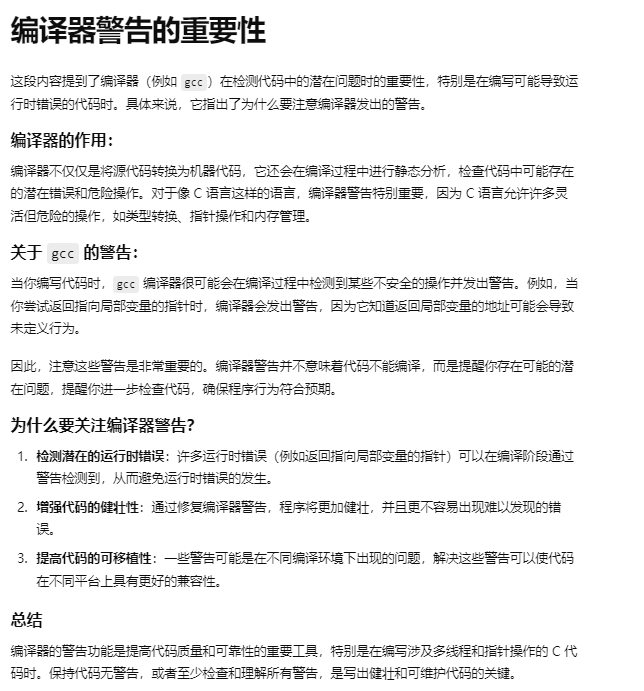 编译器警告的重要性
这段内容提到了编译器（例如 gcc ）在检测代码中的潜在问题时的重要性，特别是在编写可能导致运
行时错误的代码时。具体来说，它指出了为什么要注意编译器发出的警告。
编译器的作用：
编译器不仅仅是将源代码转换为机器代码，它还会在编译过程中进行静态分析，检查代码中可能存在
的潜在错误和危险操作。对于像 C 语言这样的语言，编译器警告特别重要，因为 C 语言允许许多灵
活但危险的操作，如类型转换、指针操作和内存管理。
关于 gcc 的警告：
当你编写代码时， gcc 编译器很可能会在编译过程中检测到某些不安全的操作并发出警告。例如，当
你尝试返回指向局部变量的指针时，编译器会发出警告，因为它知道返回局部变量的地址可能会导致
未定义行为。
因此，注意这些警告是非常重要的。编译器警告并不意味着代码不能编译，而是提醒你存在可能的潜
在问题，提醒你进一步检查代码，确保程序行为符合预期。
为什么要关注编译器警告？
1. 检测潜在的运行时错误：许多运行时错误（例如返回指向局部变量的指针）可以在编译阶段通过
警告检测到，从而避免运行时错误的发生。
2. 增强代码的健壮性：通过修复编译器警告，程序将更加健壮，并且更不容易出现难以发现的错
误。
3. 提高代码的可移植性：一些警告可能是在不同编译环境下出现的问题，解决这些警告可以使代码
在不同平台上具有更好的兼容性。
总结
编译器的警告功能是提高代码质量和可靠性的重要工具，特别是在编写涉及多线程和指针操作的 C 代
码时。保持代码无警告，或者至少检查和理解所有警告，是写出健壮和可维护代码的关键。